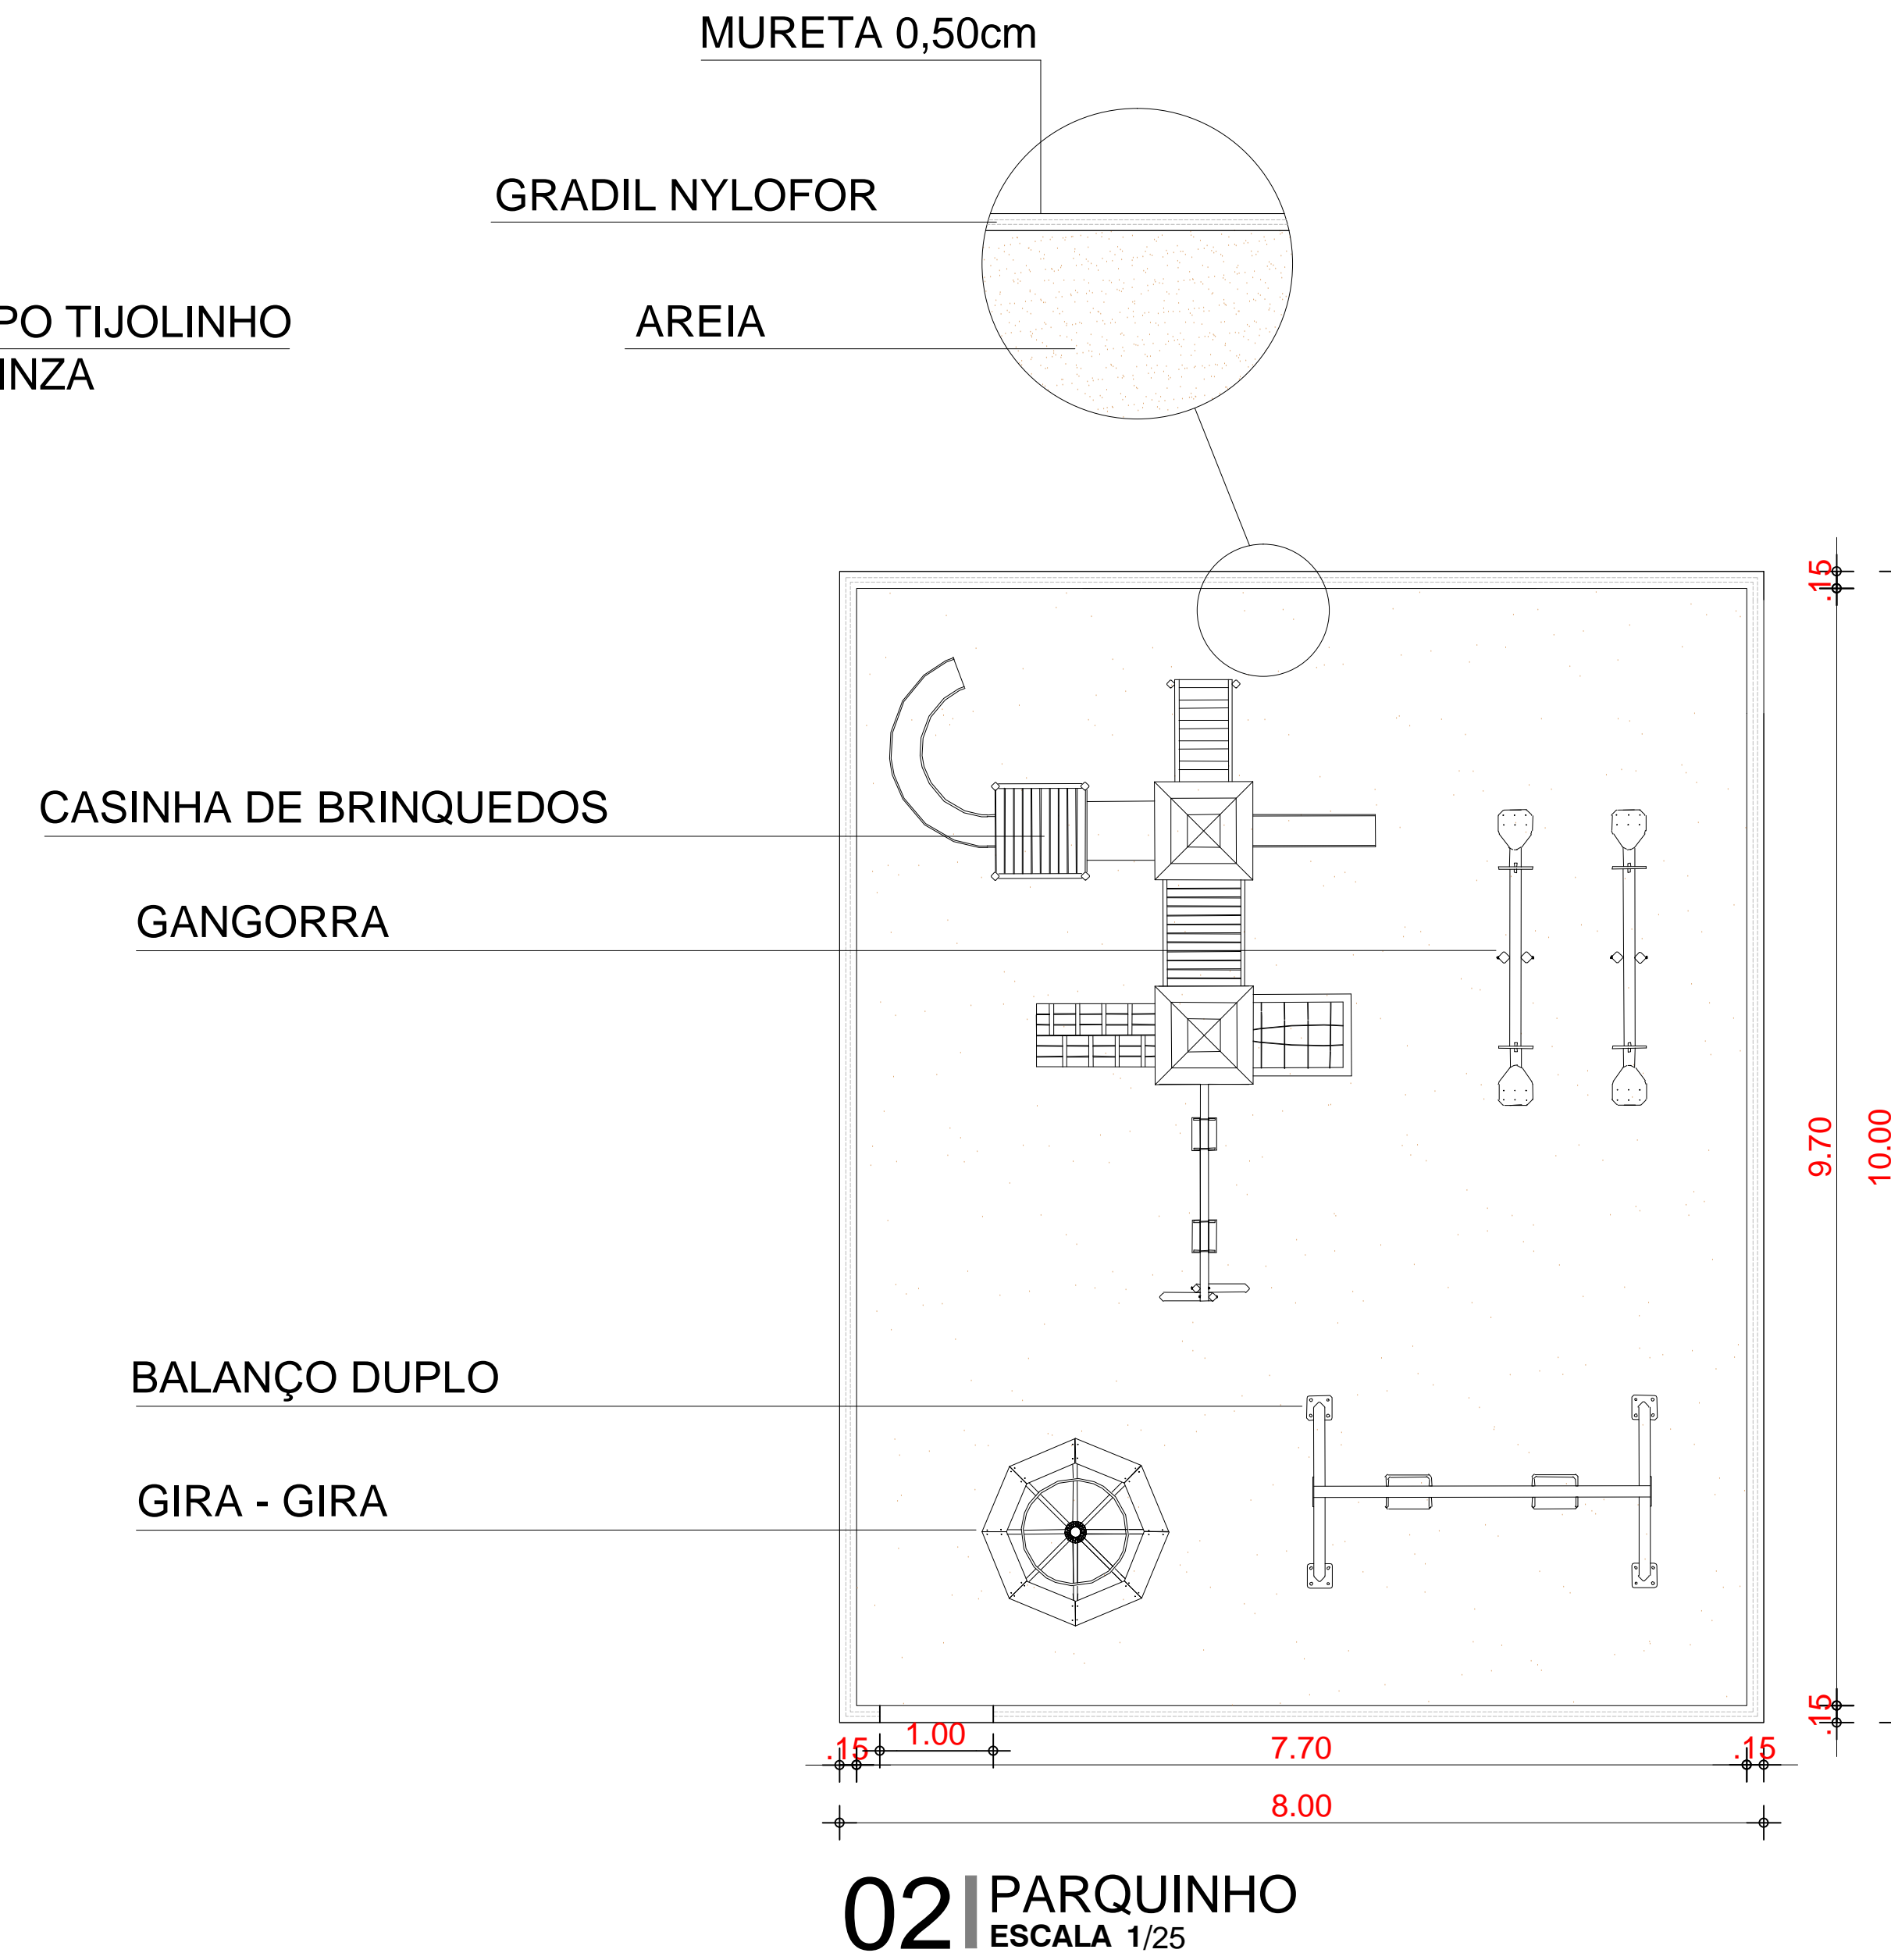 MURETA 0,50cm
GRADIL NYLOFOR
PO TIJOLINHO
INZA
AREIA
CASINHA DE BRINQUEDOS
GANGORRA
BALANÇO DUPLO
GIRA - GIRA
.15
9.70
10.00
.15
.15
1.00
7.70
.15
8.00
02
PARQUINHO
ESCALA 1/25